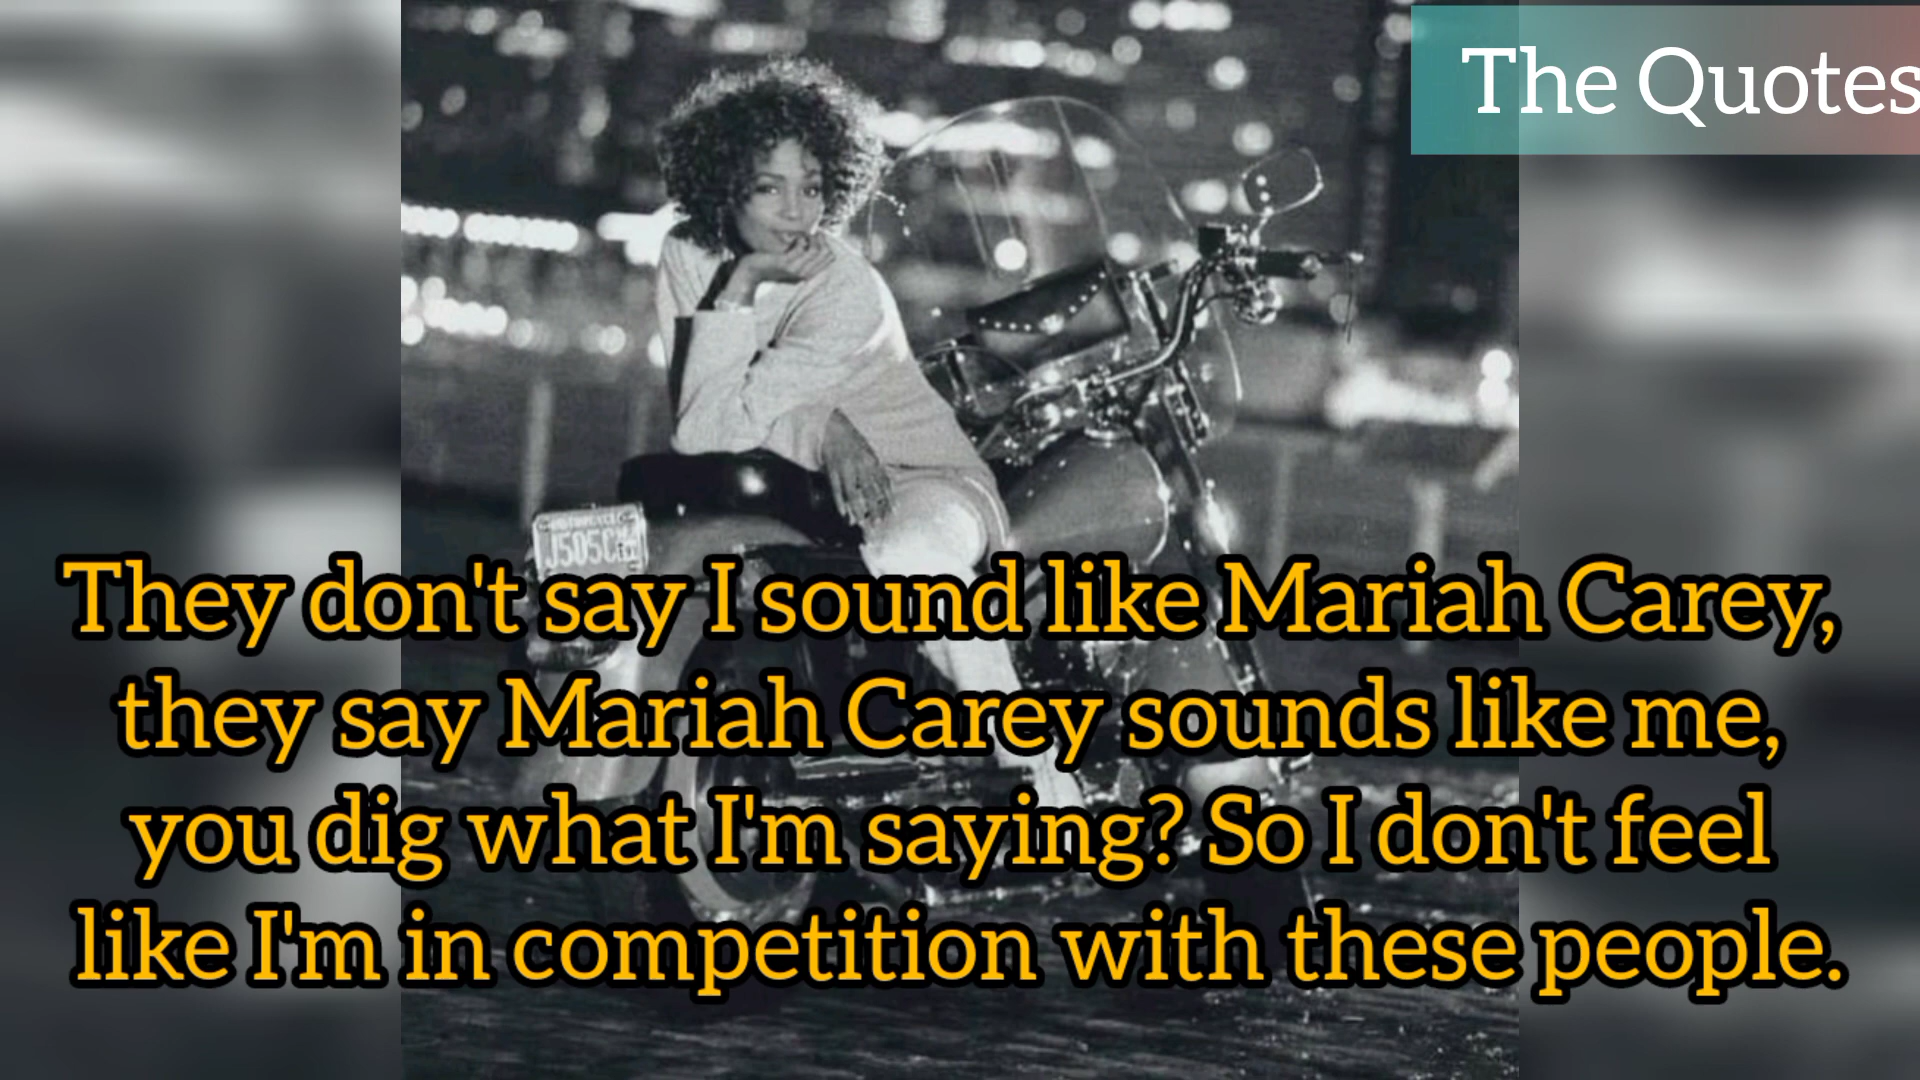 The Quotes
J505C
They don't say I sound like Mariah Carey,
they say Mariah Carey sounds like me,
you dig what I'm saying? So I don't feel
like I'm in competition with these people.